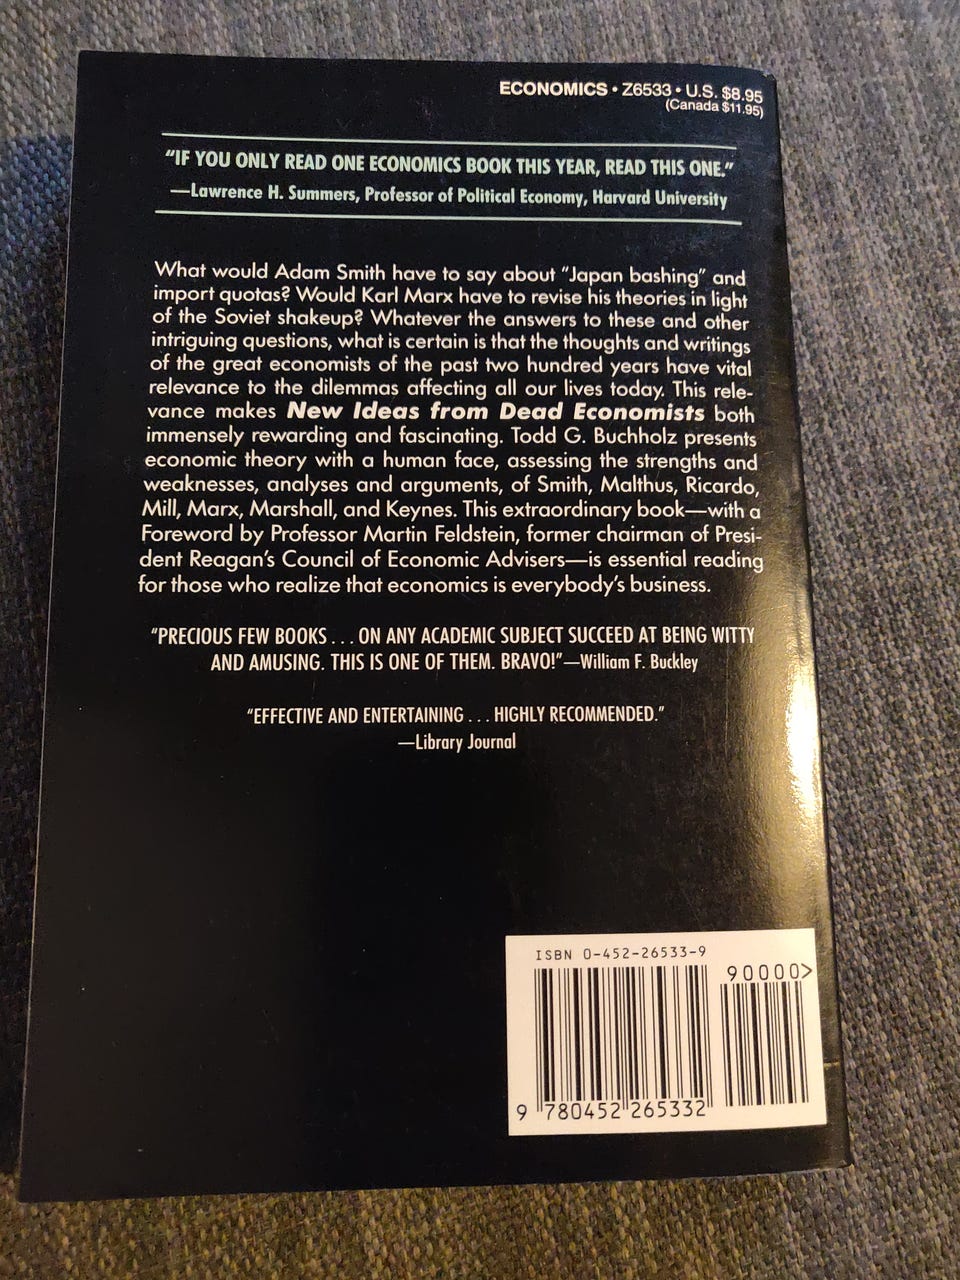 ECONOMICS • Z6533 • U.S. $8.95
(Canada $11.95)
“IF YOU ONLY READ ONE ECONOMICS BOOK THIS YEAR, READ THIS ONE.”
—Lawrence H. Summers, Professor of Political Economy, Harvard University
What would Adam Smith have to say about “Japan bashing” and
import quotas? Would Karl Marx have to revise his theories in light
of the Soviet shakeup? Whatever the answers to these and other
intriguing questions, what is certain is that the thoughts and writings
of the great economists of the past two hundred years have vital
relevance to the dilemmas affecting all our lives today. This rele-
vance makes New Ideas from Dead Economists both
immensely rewarding and fascinating. Todd G. Buchholz presents
economic theory with a human face, assessing the strengths and
weaknesses, analyses and arguments, of Smith, Malthus, Ricardo,
Mill, Marx, Marshall, and Keynes. This extraordinary book—with a
Foreword by Professor Martin Feldstein, former chairman of Presi-
dent Reagan’s Council of Economic Advisers—is essential reading
for those who realize that economics is everybody’s business.
“PRECIOUS FEW BOOKS . . . ON ANY ACADEMIC SUBJECT SUCCEED AT BEING WITTY
AND AMUSING. THIS IS ONE OF THEM. BRAVO!”—William F. Buckley
“EFFECTIVE AND ENTERTAINING . . . HIGHLY RECOMMENDED.”
—Library Journal
ISBN 0-452-26533-9
90000>
9 780452 265332